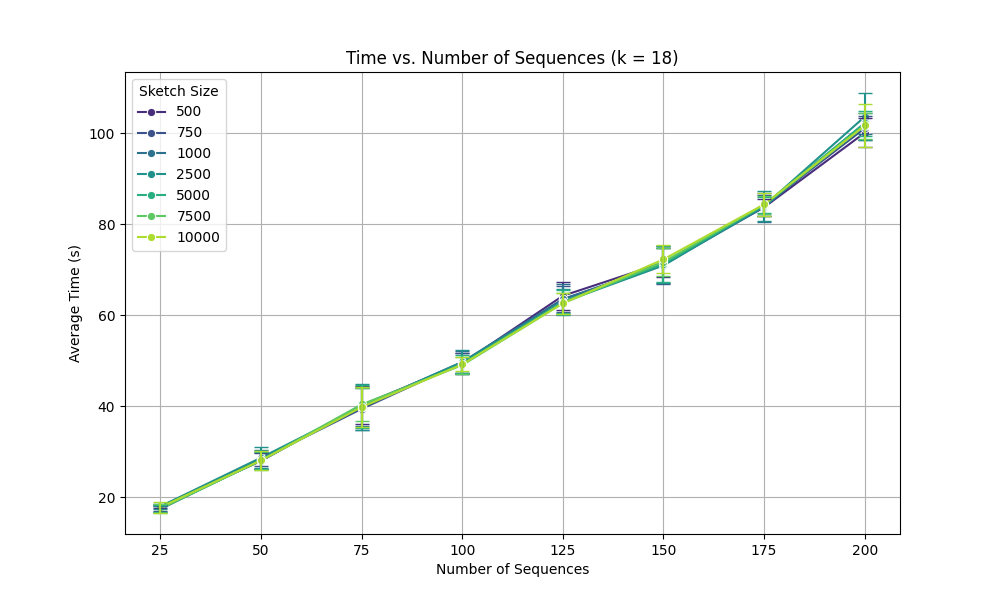 Time vs. Number of Sequences (k = 18)
Sketch Size
500
750
1000
2500
5000
7500
10000
Average Time (s)
100
80
60
40
20
25 50 75 100 125 150 175 200
Number of Sequences